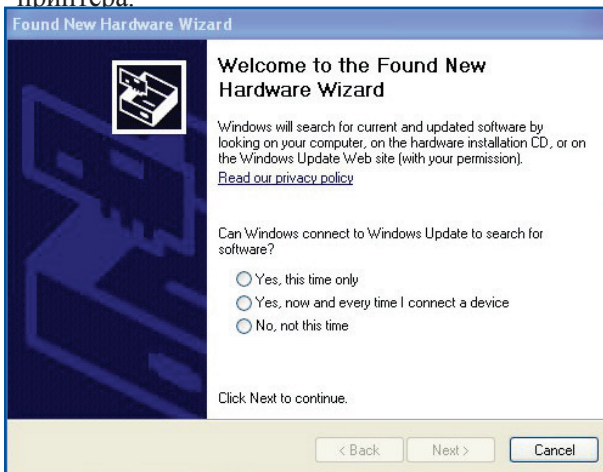 принтера.
Found New Hardware Wizard
Welcome to the Found New
Hardware Wizard
Windows will search for current and updated software by
looking on your computer, on the hardware installation CD, or on
the Windows Update Web site (with your permission).
Read our privacy policy
Can Windows connect to Windows Update to search for
software?
Yes, this time only
Yes, now and every time I connect a device
No, not this time
Click Next to continue.
< Back
Next >
Cancel